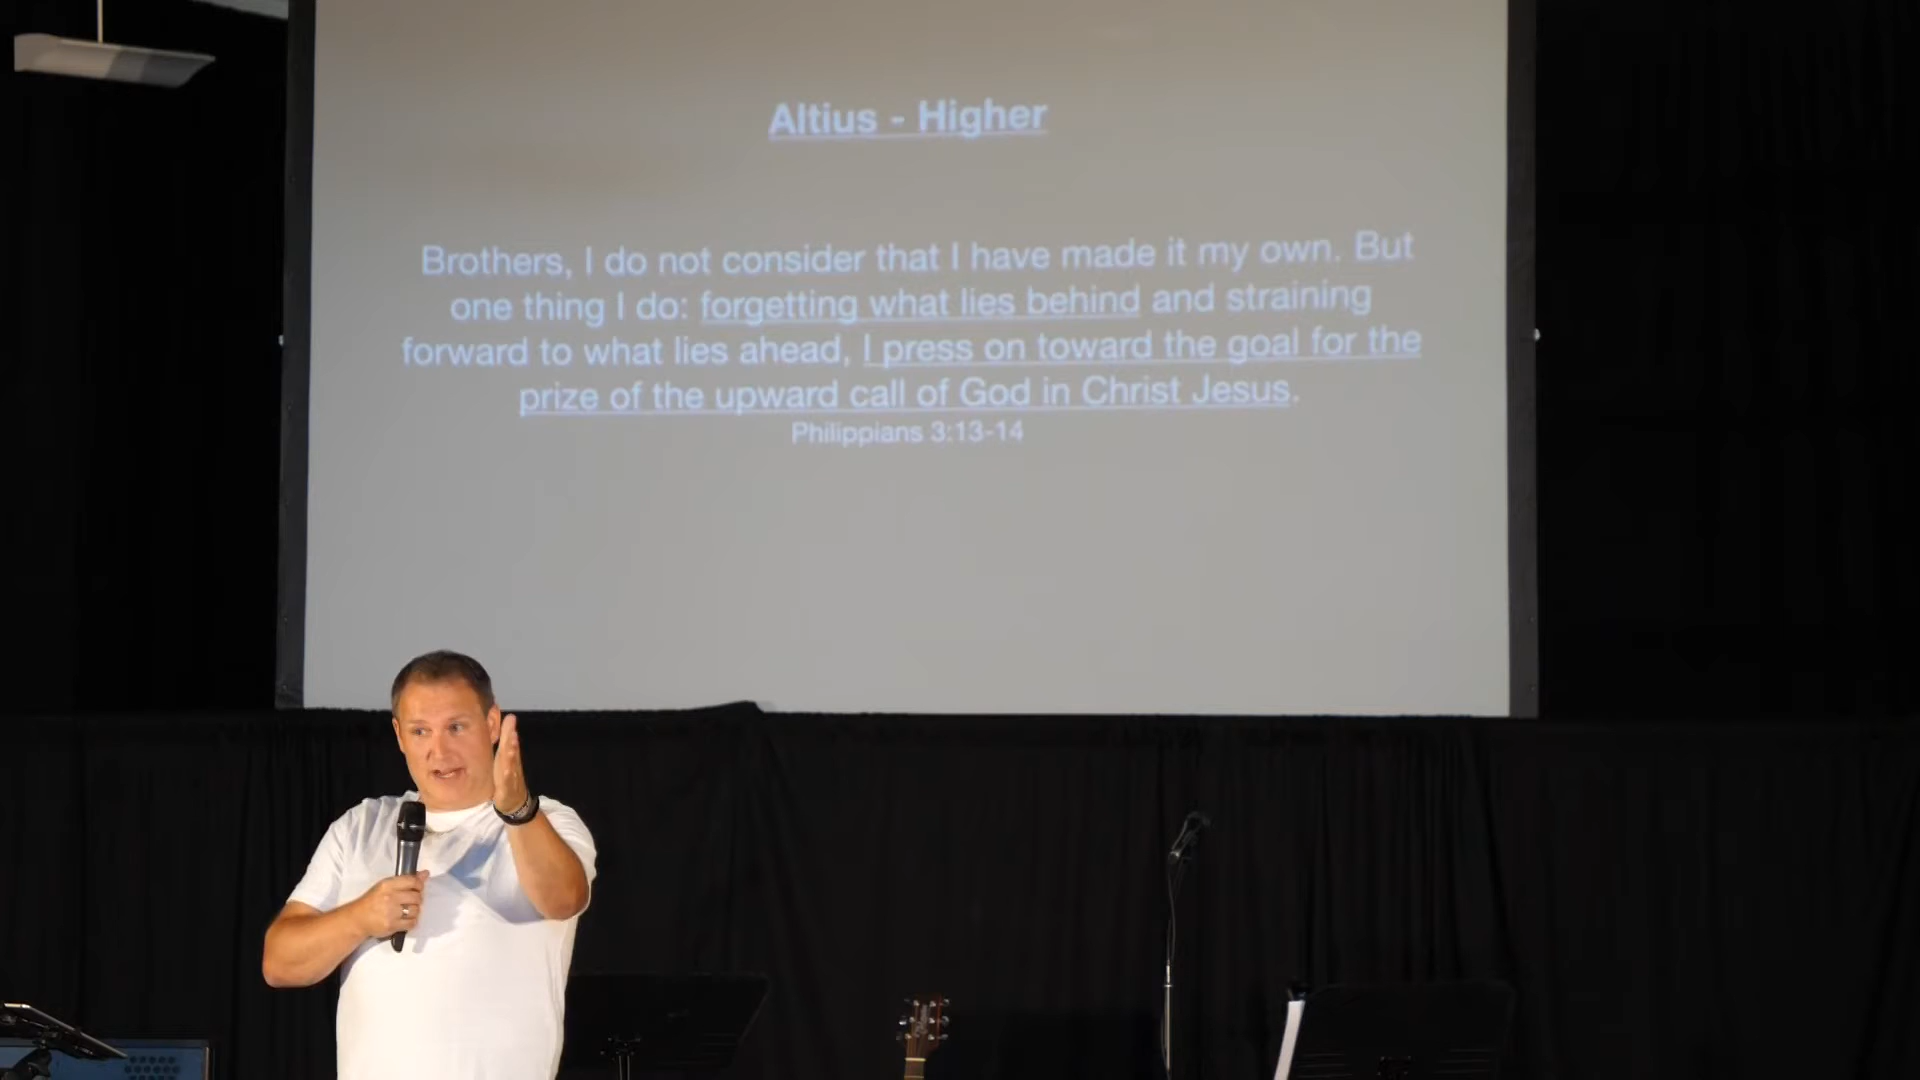 Altius - Higher
Brothers, I do not consider that I have made it my own. But
one thing I do: forgetting what lies behind and straining
forward to what lies ahead, I press on toward the goal for the
prize of the upward call of God in Christ Jesus.
Philippians 3:13-14